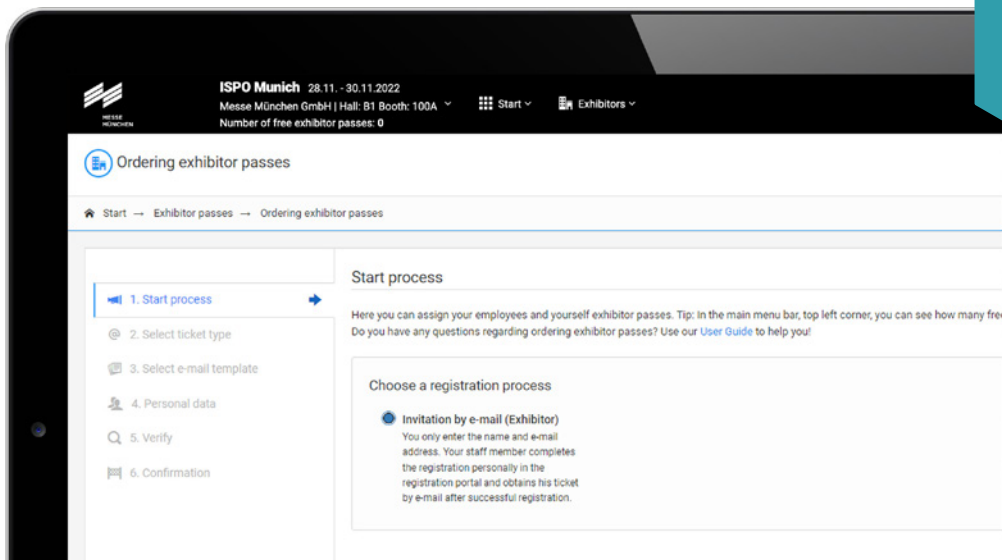 MESSE
MÜNCHEN
ISPO Munich 28.11. - 30.11.2022
Messe München GmbH | Hall: B1 Booth: 100A
Number of free exhibitor passes: 0
Start
Exhibitors
Ordering exhibitor passes
Start → Exhibitor passes → Ordering exhibitor passes
1. Start process
2. Select ticket type
3. Select e-mail template
4. Personal data
5. Verify
6. Confirmation
Start process
Here you can assign your employees and yourself exhibitor passes. Tip: In the main menu bar, top left corner, you can see how many free
Do you have any questions regarding ordering exhibitor passes? Use our User Guide to help you!
Choose a registration process
Invitation by e-mail (Exhibitor)
You only enter the name and e-mail
address. Your staff member completes
the registration personally in the
registration portal and obtains his ticket
by e-mail after successful registration.